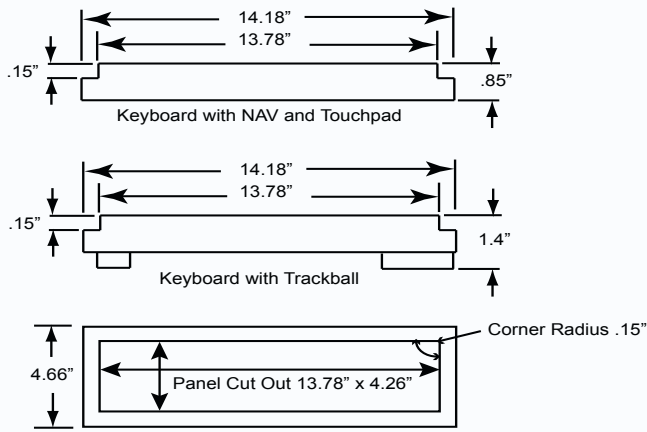 14.18”
13.78”
.15”
.85”
Keyboard with NAV and Touchpad
14.18”
13.78”
.15”
1.4”
Keyboard with Trackball
Corner Radius .15”
4.66”
Panel Cut Out 13.78” x 4.26”